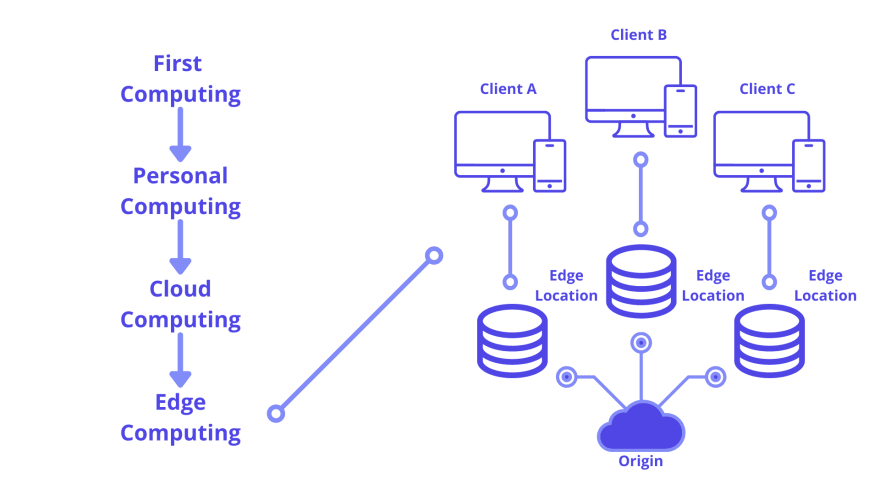 First
Computing
Personal
Computing
Cloud
Computing
Edge
Computing
Client B
Client A
Client C
Edge
Location
Edge
Location
Edge
Location
Origin